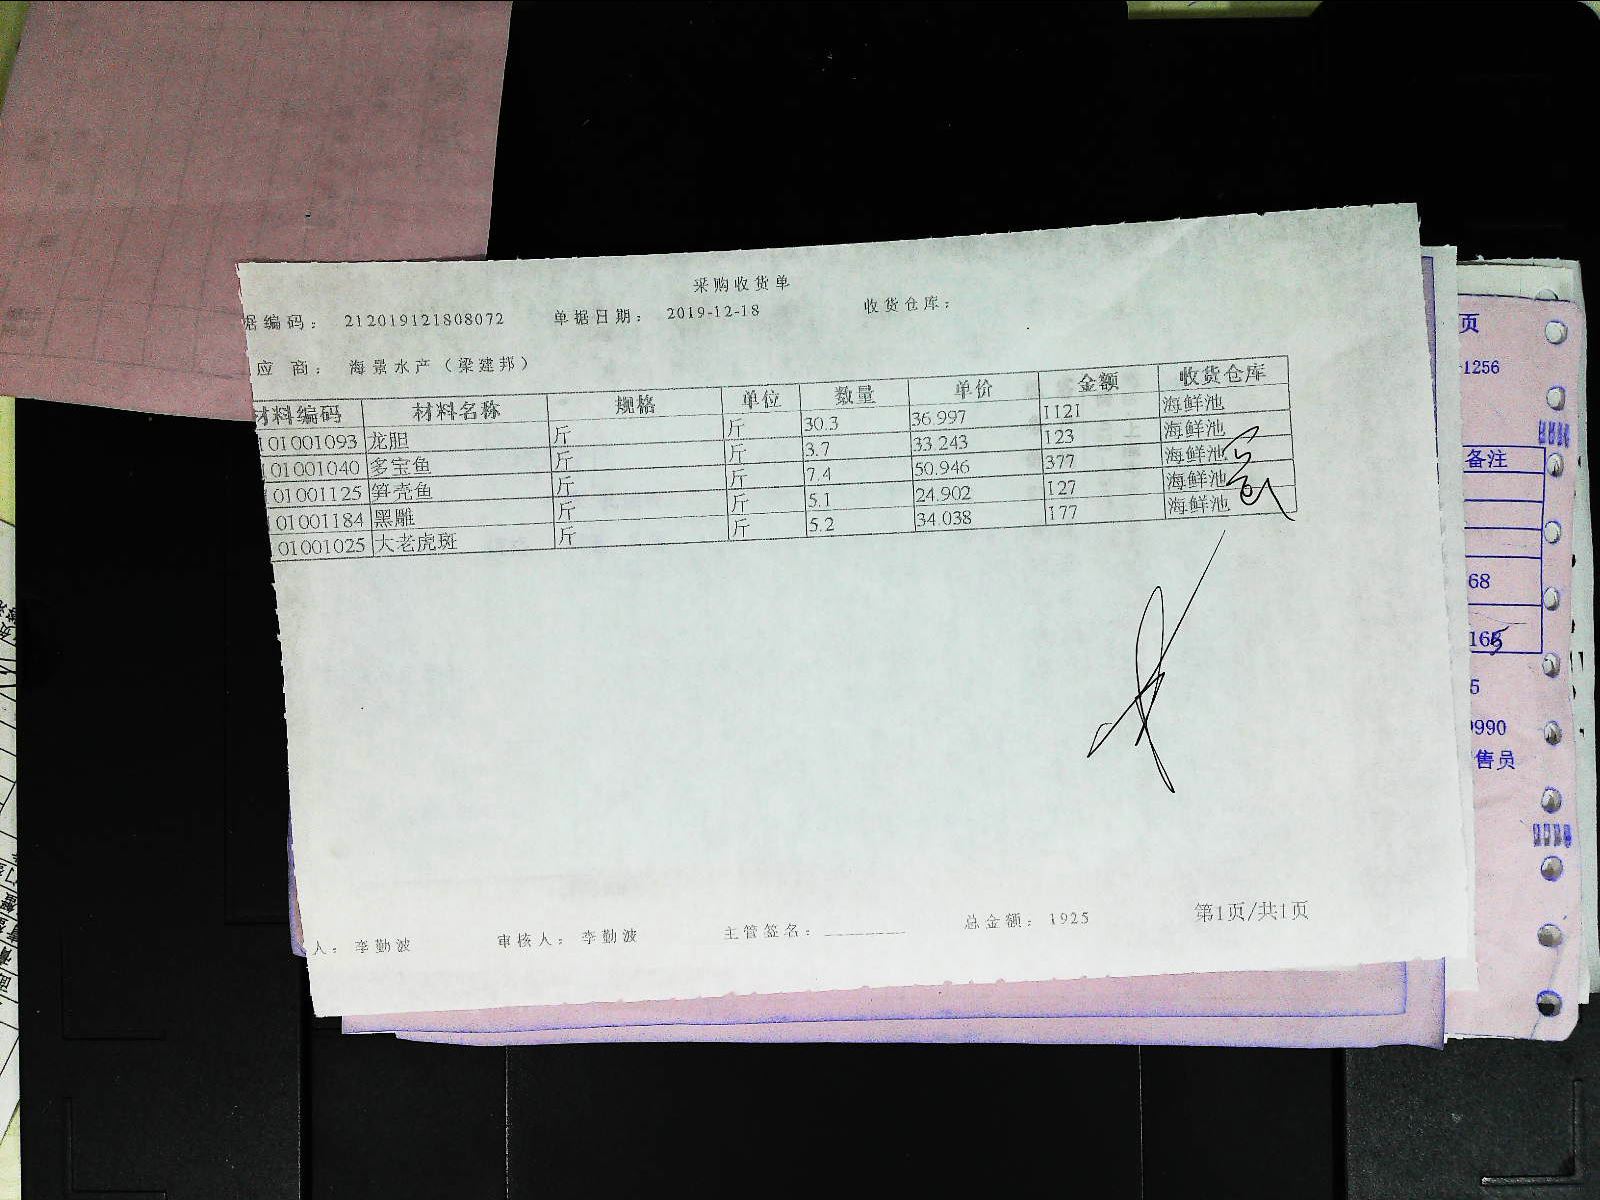 采购收货单
据编码： 212019121808072 单据日期： 2019-12-18 收货仓库：
应 商： 海景水产（梁建邦）
材料编码 材料名称 规格 单位 数量 单价 金额 收货仓库
101001093 龙胆 斤 斤 30.3 36.997 1121 海鲜池
101001040 多宝鱼 斤 斤 3.7 33.243 123 海鲜池
101001125 笋壳鱼 斤 斤 7.4 50.946 377 海鲜池
101001184 黑雕 斤 斤 5.1 24.902 127 海鲜池
101001025 大老虎斑 斤 斤 5.2 34.038 177 海鲜池
人： 李勤波 审核人： 李勤波 主管签名： 总金额： 1925 第1页/共1页
页
-1256
备注
68
5
9990
售员